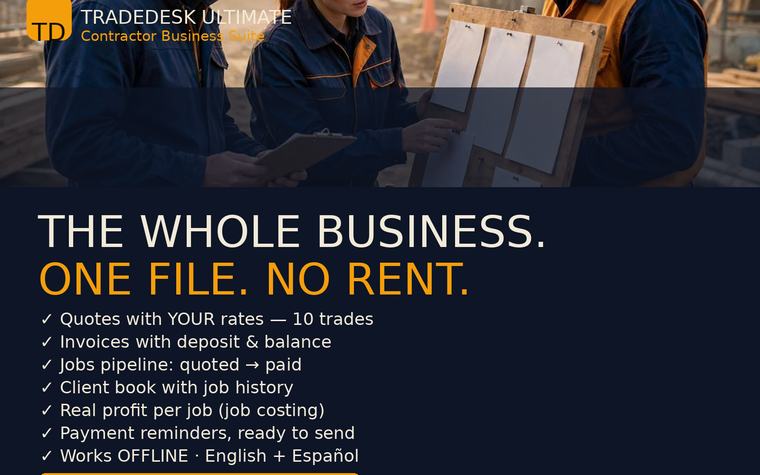 TD
TRADEDESK ULTIMATE
Contractor Business Suite
THE WHOLE BUSINESS.
ONE FILE. NO RENT.
✓ Quotes with YOUR rates — 10 trades
✓ Invoices with deposit & balance
✓ Jobs pipeline: quoted → paid
✓ Client book with job history
✓ Real profit per job (job costing)
✓ Payment reminders, ready to send
✓ Works OFFLINE · English + Español